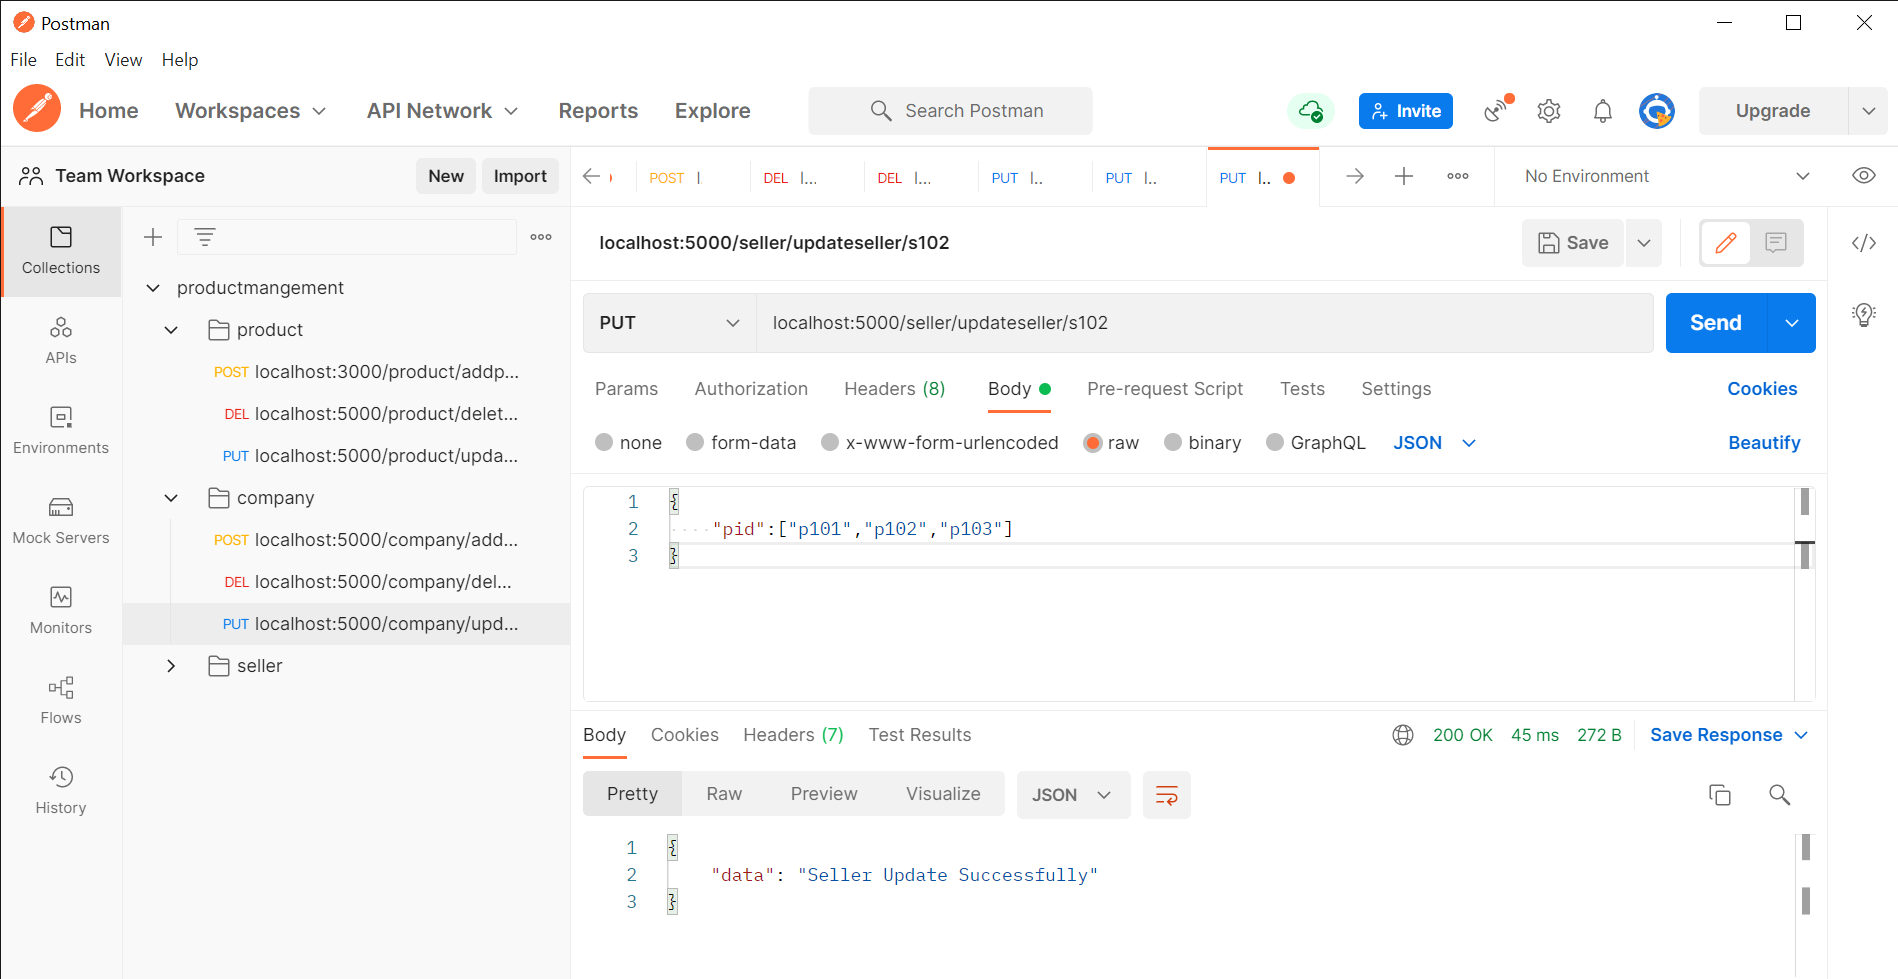 Postman
File Edit View Help
Home Workspaces API Network Reports Explore Search Postman Invite Upgrade
Team Workspace New Import POST DEL ... DEL ... PUT .. PUT .. PUT .. No Environment
Collections
APIs
Environments
Mock Servers
Monitors
Flows
History
productmangement
product
POST localhost:3000/product/addp...
DEL localhost:5000/product/delet...
PUT localhost:5000/product/upda...
company
POST localhost:5000/company/add...
DEL localhost:5000/company/del...
PUT localhost:5000/company/upd...
seller
localhost:5000/seller/updateseller/s102 Save
PUT localhost:5000/seller/updateseller/s102 Send
Params Authorization Headers (8) Body Pre-request Script Tests Settings Cookies
none form-data x-www-form-urlencoded raw binary GraphQL JSON Beautify
1 {
2 "pid":["p101","p102","p103"]
3 }
Body Cookies Headers (7) Test Results 200 OK 45 ms 272 B Save Response
Pretty Raw Preview Visualize JSON
1 {
2 "data": "Seller Update Successfully"
3 }